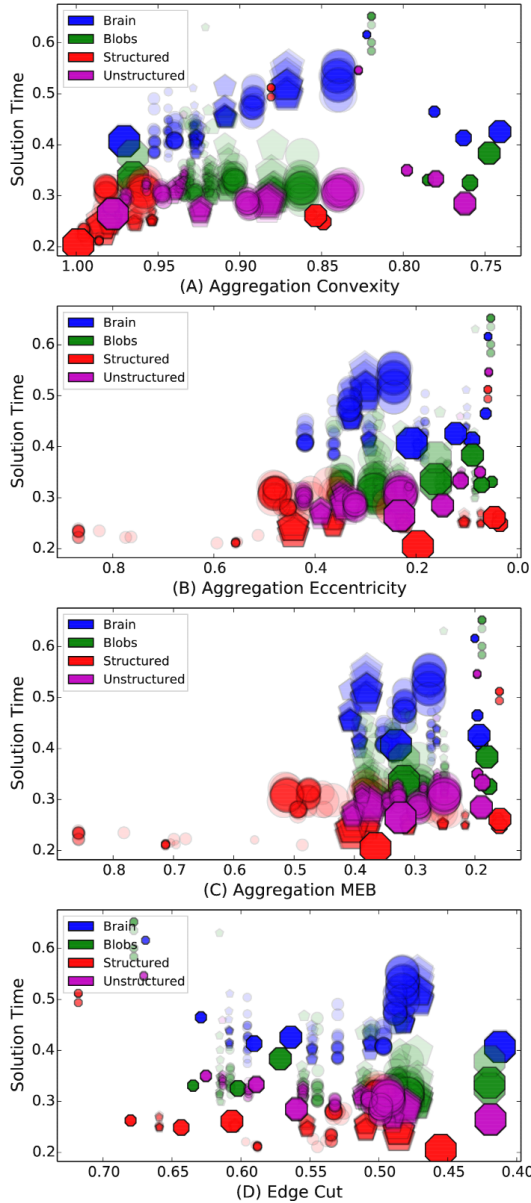 Brain
Blobs
Structured
Unstructured
Solution Time
0.6
0.5
0.4
0.3
0.2
1.00 0.95 0.90 0.85 0.80 0.75
(A) Aggregation Convexity
Brain
Blobs
Structured
Unstructured
Solution Time
0.6
0.5
0.4
0.3
0.2
0.8 0.6 0.4 0.2 0.0
(B) Aggregation Eccentricity
Brain
Blobs
Structured
Unstructured
Solution Time
0.6
0.5
0.4
0.3
0.2
0.8 0.7 0.6 0.5 0.4 0.3 0.2
(C) Aggregation MEB
Brain
Blobs
Structured
Unstructured
Solution Time
0.6
0.5
0.4
0.3
0.2
0.70 0.65 0.60 0.55 0.50 0.45 0.40
(D) Edge Cut